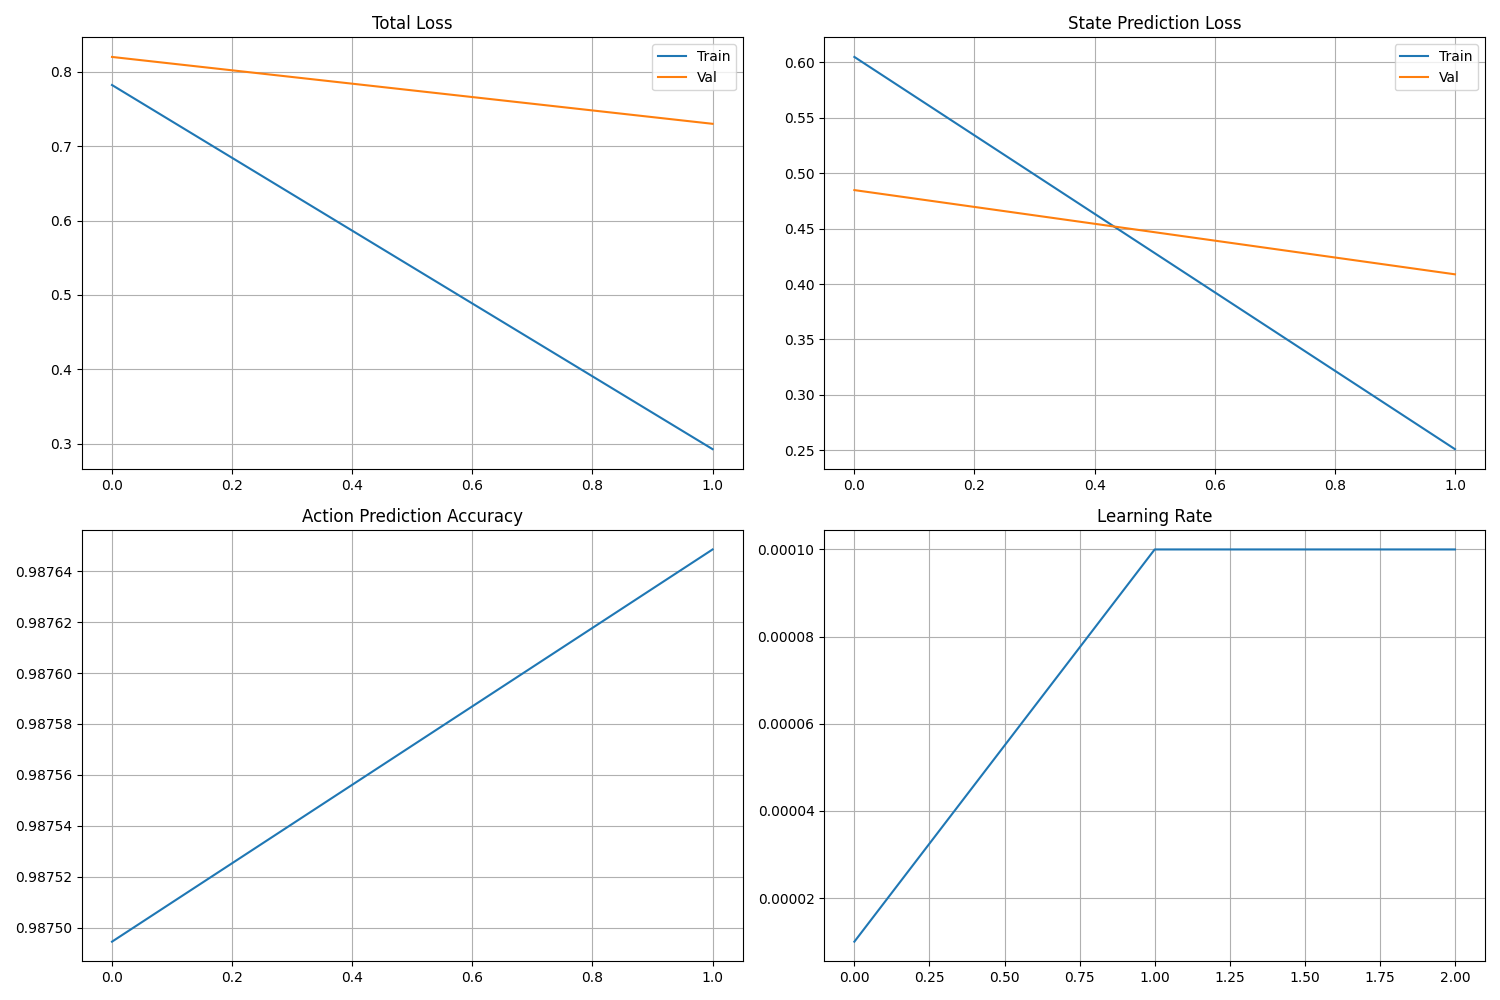 Total Loss
0.8
0.7
0.6
0.5
0.4
0.3
0.0 0.2 0.4 0.6 0.8 1.0
Train
Val
State Prediction Loss
0.60
0.55
0.50
0.45
0.40
0.35
0.30
0.25
0.0 0.2 0.4 0.6 0.8 1.0
Train
Val
Action Prediction Accuracy
0.98764
0.98762
0.98760
0.98758
0.98756
0.98754
0.98752
0.98750
0.0 0.2 0.4 0.6 0.8 1.0
Learning Rate
0.00010
0.00008
0.00006
0.00004
0.00002
0.00 0.25 0.50 0.75 1.00 1.25 1.50 1.75 2.00